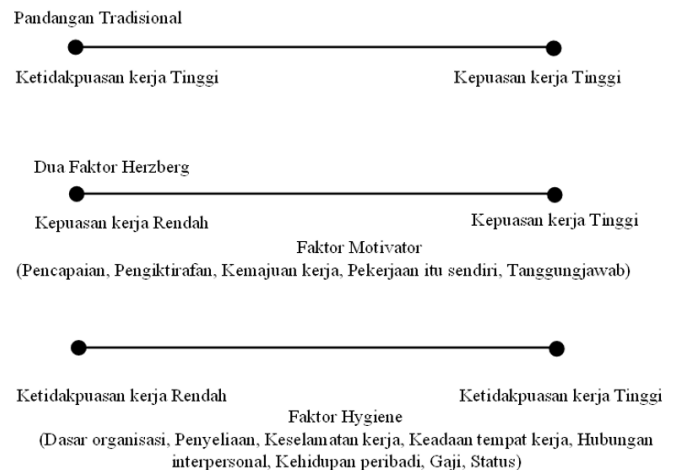 Pandangan Tradisional
Ketidakpuasan kerja Tinggi Kepuasan kerja Tinggi
Dua Faktor Herzberg
Kepuasan kerja Rendah Kepuasan kerja Tinggi
Faktor Motivator
(Pencapaian, Pengiktirafan, Kemajuan kerja, Pekerjaan itu sendiri, Tanggungjawab)
Ketidakpuasan kerja Rendah Ketidakpuasan kerja Tinggi
Faktor Hygiene
(Dasar organisasi, Penyeliaan, Keselamatan kerja, Keadaan tempat kerja, Hubungan
interpersonal, Kehidupan peribadi, Gaji, Status)